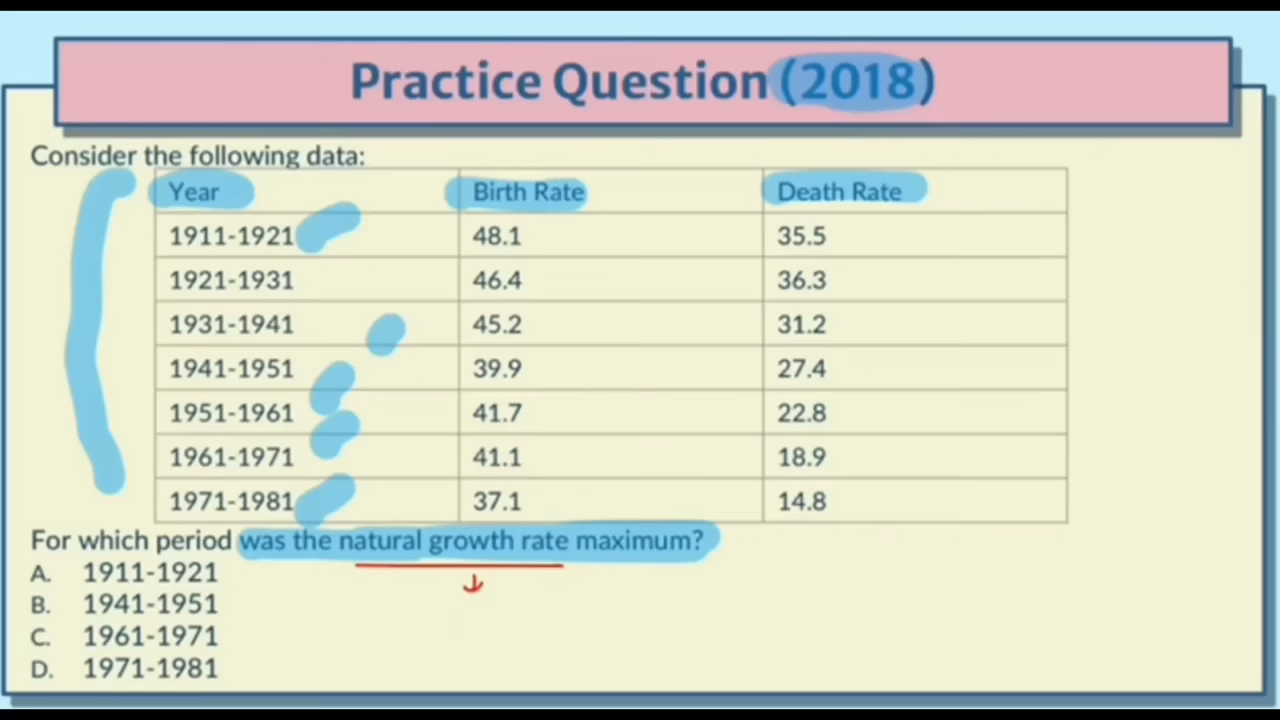 Practice Question (2018)
Consider the following data:
Year Birth Rate Death Rate
1911-1921 48.1 35.5
1921-1931 46.4 36.3
1931-1941 45.2 31.2
1941-1951 39.9 27.4
1951-1961 41.7 22.8
1961-1971 41.1 18.9
1971-1981 37.1 14.8
For which period was the natural growth rate maximum?
A. 1911-1921
B. 1941-1951
C. 1961-1971
D. 1971-1981